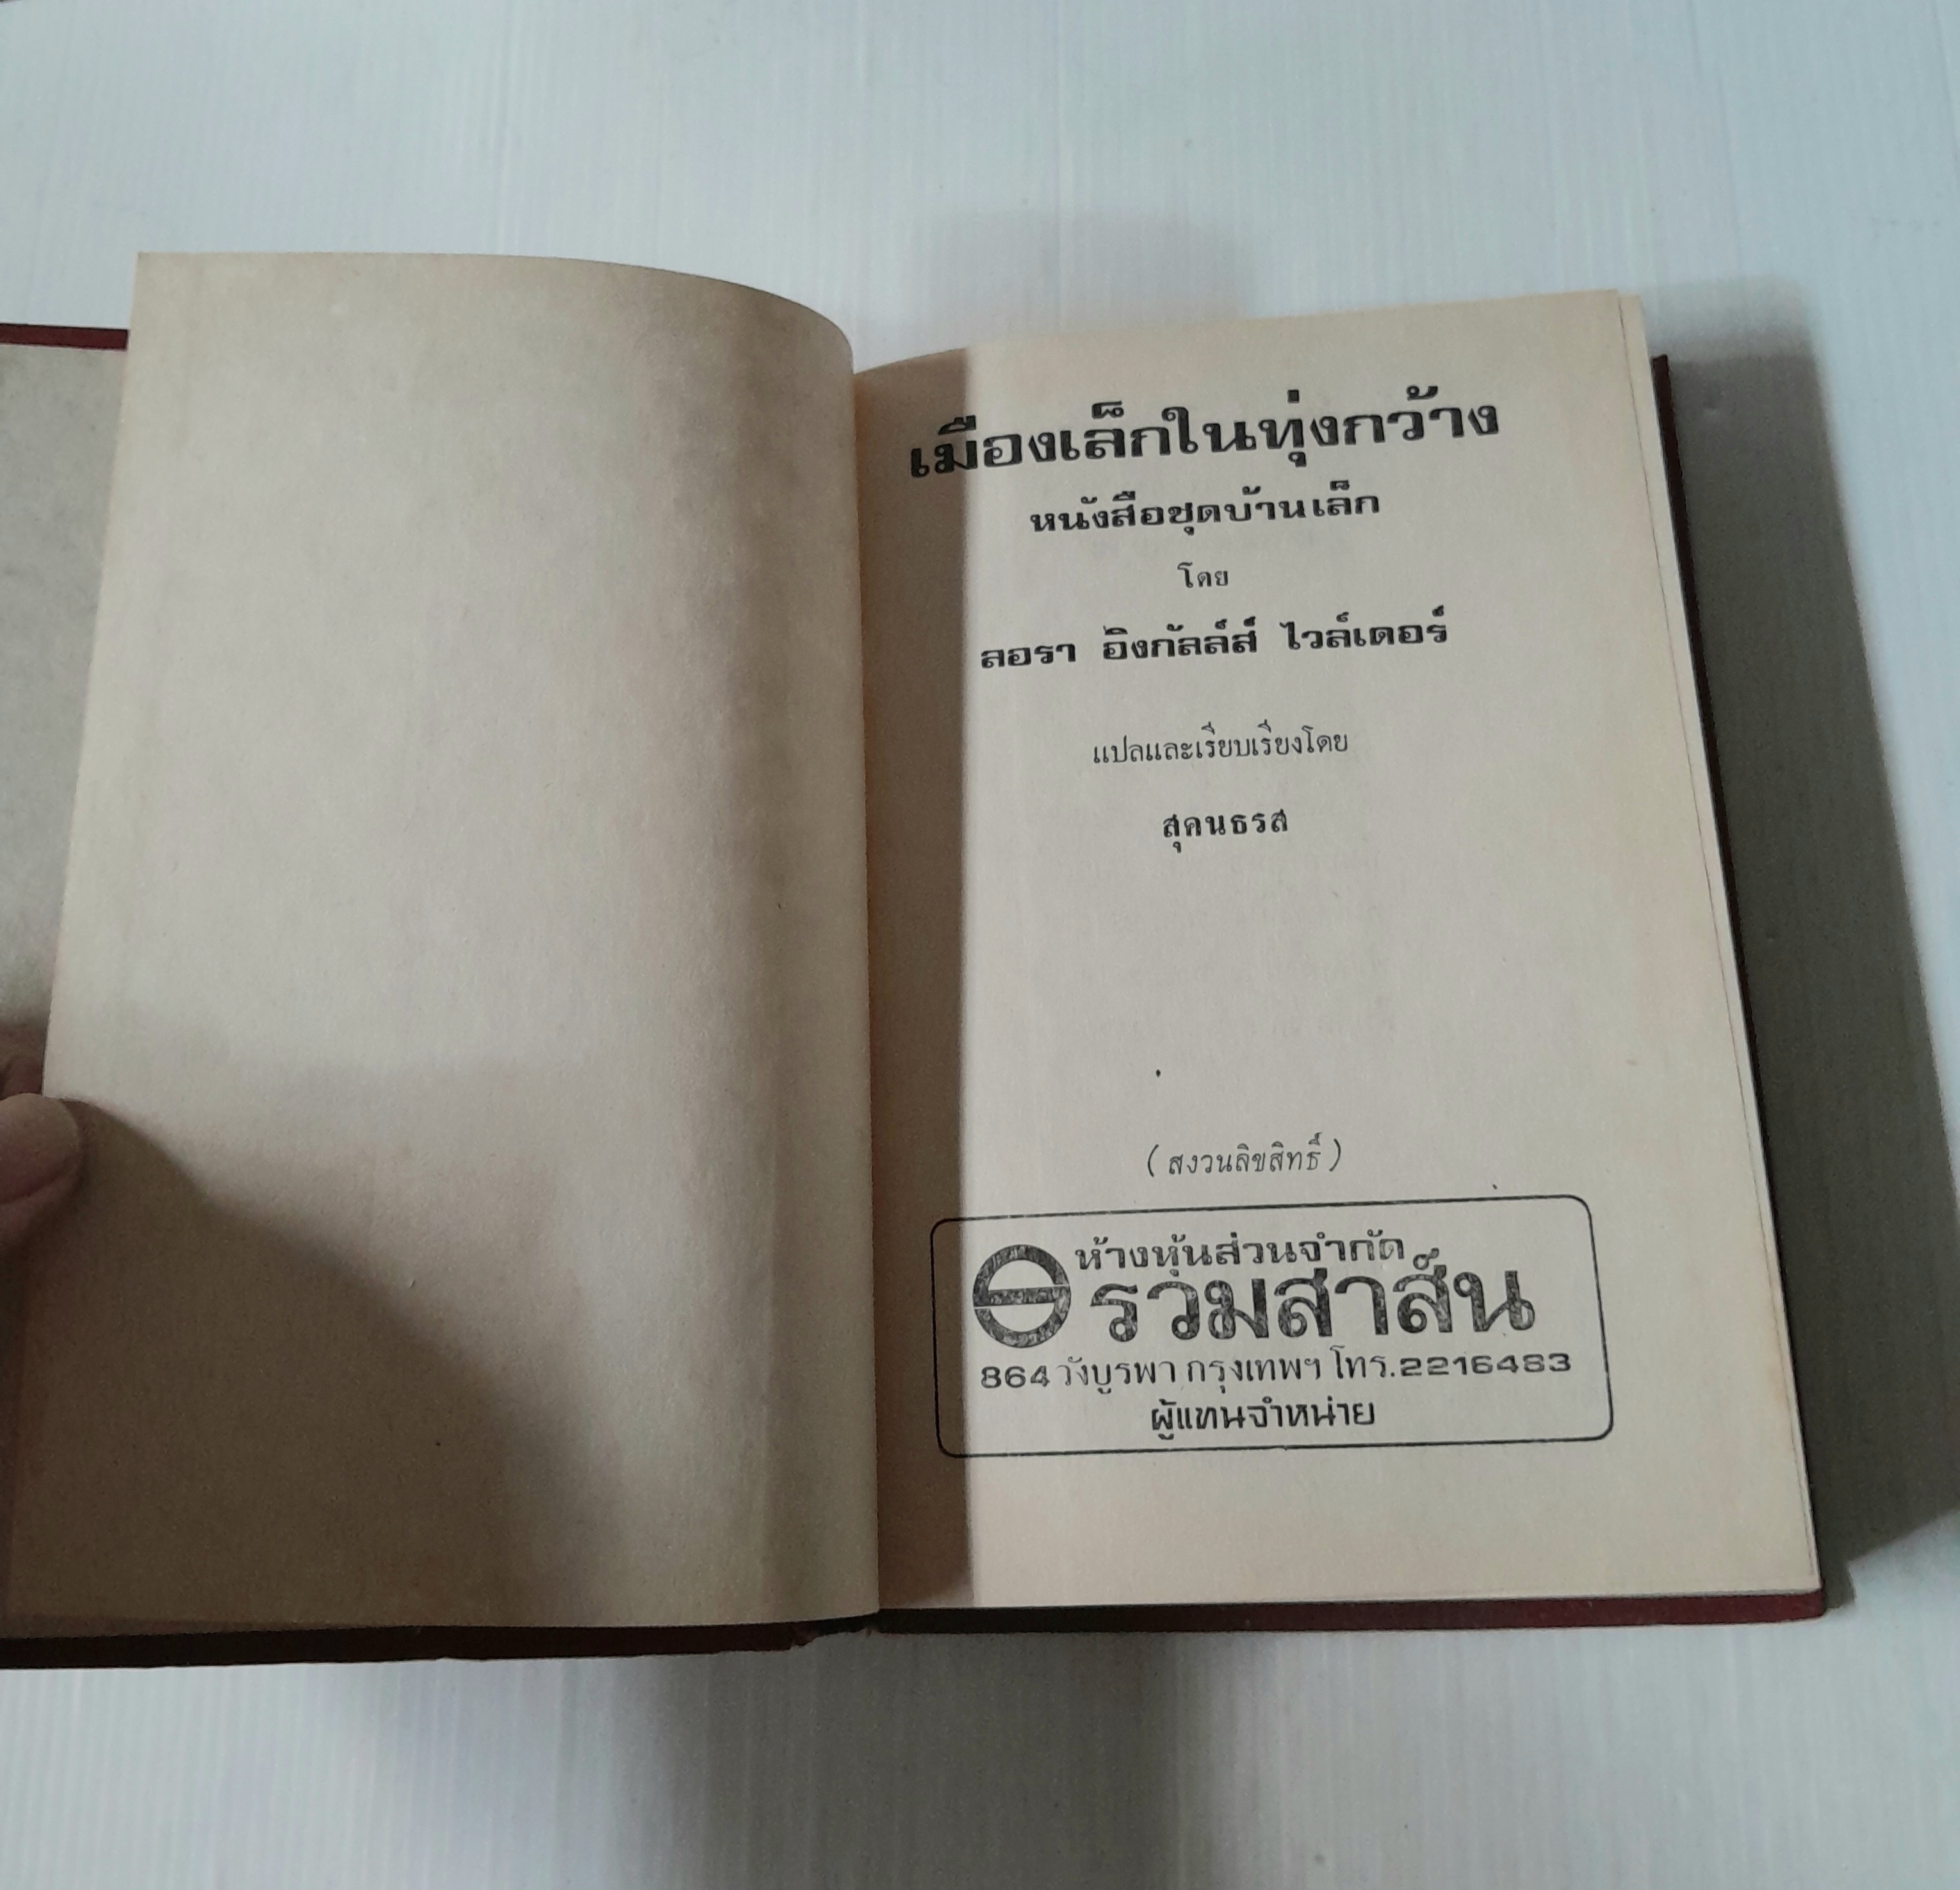 เมืองเล็กในทุ่งกว้าง
หนังสือชุดบ้านเล็ก
โดย
ลอรา อิงกัลล์ส์ ไวล์เดอร์
แปลและเรียบเรียงโดย
สุคนธรส
(สงวนลิขสิทธิ์)
ห้างหุ้นส่วนจำกัด
รวมสาส์น
864 วังบูรพา กรุงเทพฯ โทร.2216483
ผู้แทนจำหน่าย